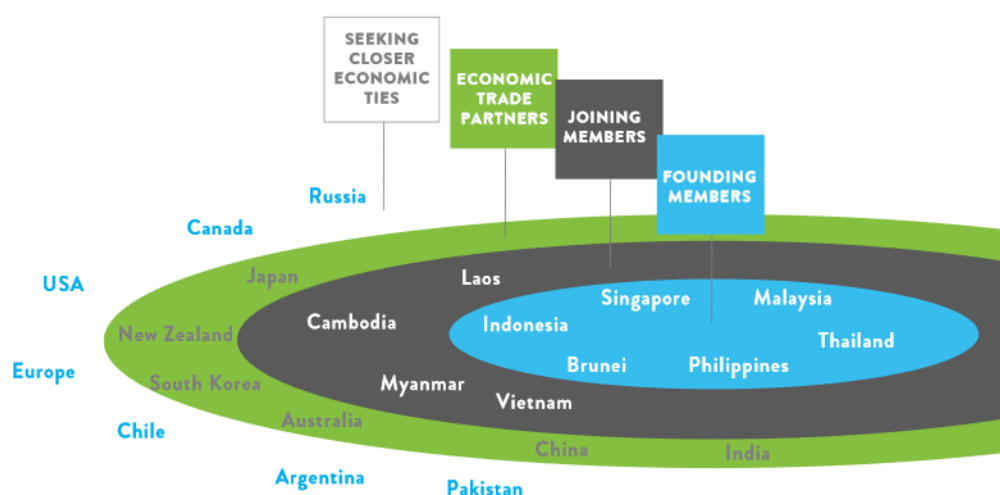 SEEKING
CLOSER
ECONOMIC
TIES
ECONOMIC
TRADE
PARTNERS
JOINING
MEMBERS
FOUNDING
MEMBERS
Russia
Canada
USA
Europe
Chile
Argentina
Pakistan
Japan
New Zealand
South Korea
Australia
China
India
Laos
Cambodia
Myanmar
Vietnam
Singapore
Malaysia
Indonesia
Thailand
Brunei
Philippines